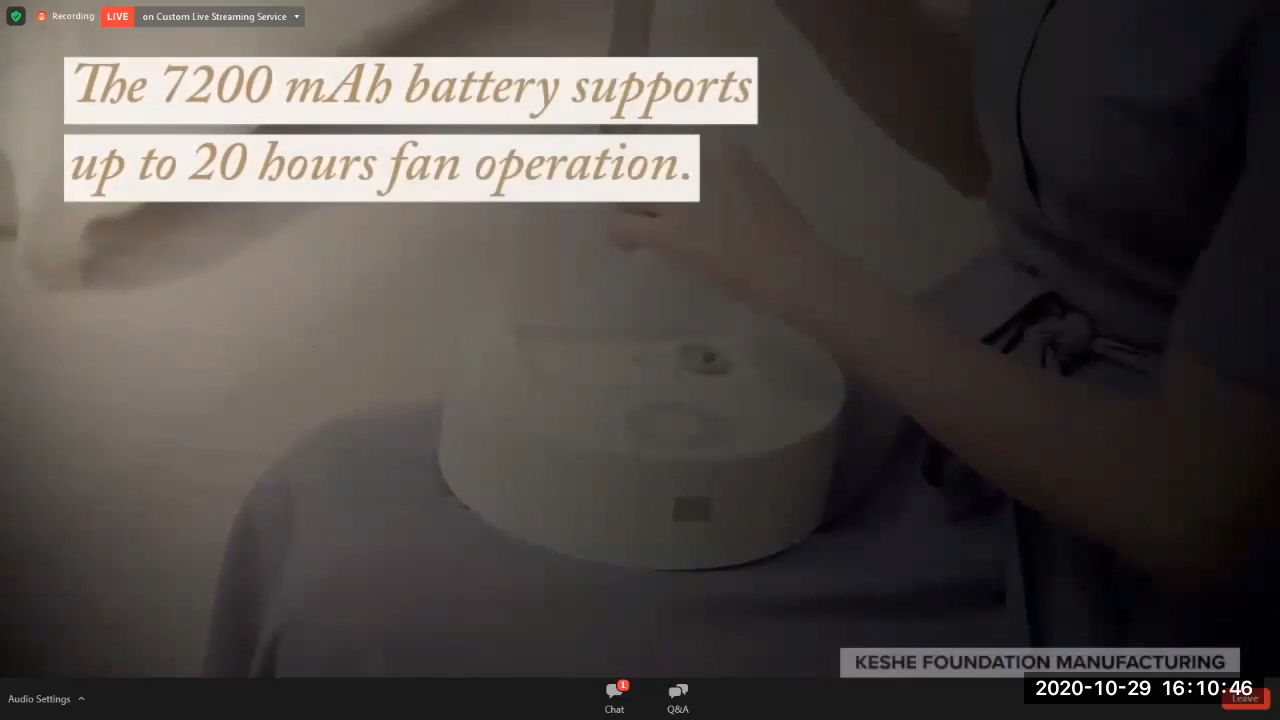 Recording
LIVE
on Custom Live Streaming Service
The 7200 mAh battery supports
up to 20 hours fan operation.
KESHE FOUNDATION MANUFACTURING
2020-10-29 16:10:46
Audio Settings
1
Chat
Q&A
Leave